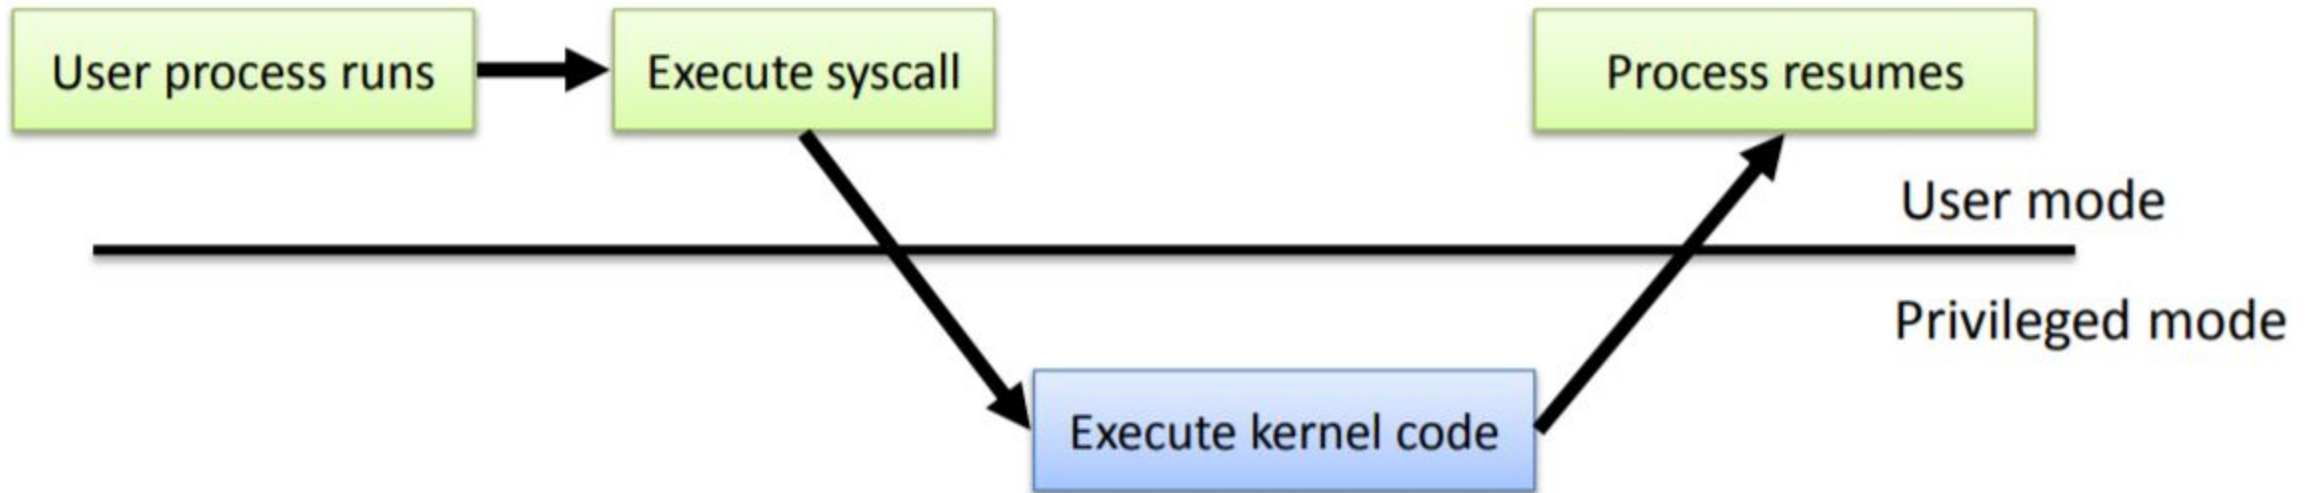 User process runs
Execute syscall
Process resumes
User mode
Privileged mode
Execute kernel code